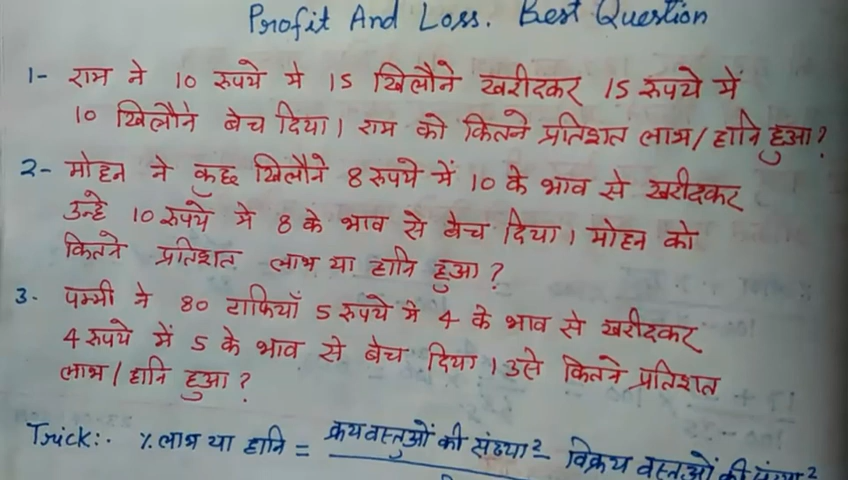 Profit And Loss. Best Question
1- राम ने 10 रुपये मे 15 खिलौने खरीदकर 15 रुपये में
10 खिलौने बेच दिया। राम को कितने प्रतिशत लाभ/हानि हुआ?
2- मोहन ने कुछ खिलौने 8 रुपये में 10 के भाव से खरीदकर
उन्हे 10 रुपये मे 8 के भाव से बेच दिया। मोहन को
कितने प्रतिशत लाभ या हानि हुआ?
3. पम्मी ने 80 टाफियाँ 5 रुपये मे 4 के भाव से खरीदकर
4 रुपये में 5 के भाव से बेच दिया। उसे कितने प्रतिशत
लाभ/हानि हुआ?
Trick:. % लाभ या हानि = क्रय वस्तुओं की संख्या² - विक्रय वस्तुओं की संख्या²